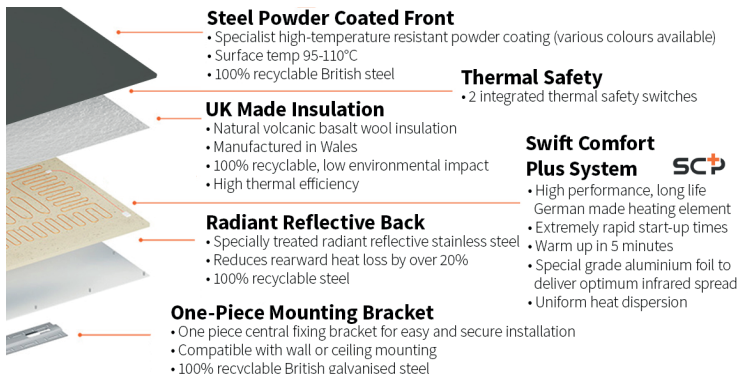 Steel Powder Coated Front
• Specialist high-temperature resistant powder coating (various colours available)
• Surface temp 95-110°C
• 100% recyclable British steel
Thermal Safety
• 2 integrated thermal safety switches
UK Made Insulation
• Natural volcanic basalt wool insulation
• Manufactured in Wales
• 100% recyclable, low environmental impact
• High thermal efficiency
Swift Comfort
Plus System
SCP
• High performance, long life
German made heating element
• Extremely rapid start-up times
• Warm up in 5 minutes
• Special grade aluminium foil to
deliver optimum infrared spread
• Uniform heat dispersion
Radiant Reflective Back
• Specially treated radiant reflective stainless steel
• Reduces rearward heat loss by over 20%
• 100% recyclable steel
One-Piece Mounting Bracket
• One piece central fixing bracket for easy and secure installation
• Compatible with wall or ceiling mounting
• 100% recyclable British galvanised steel